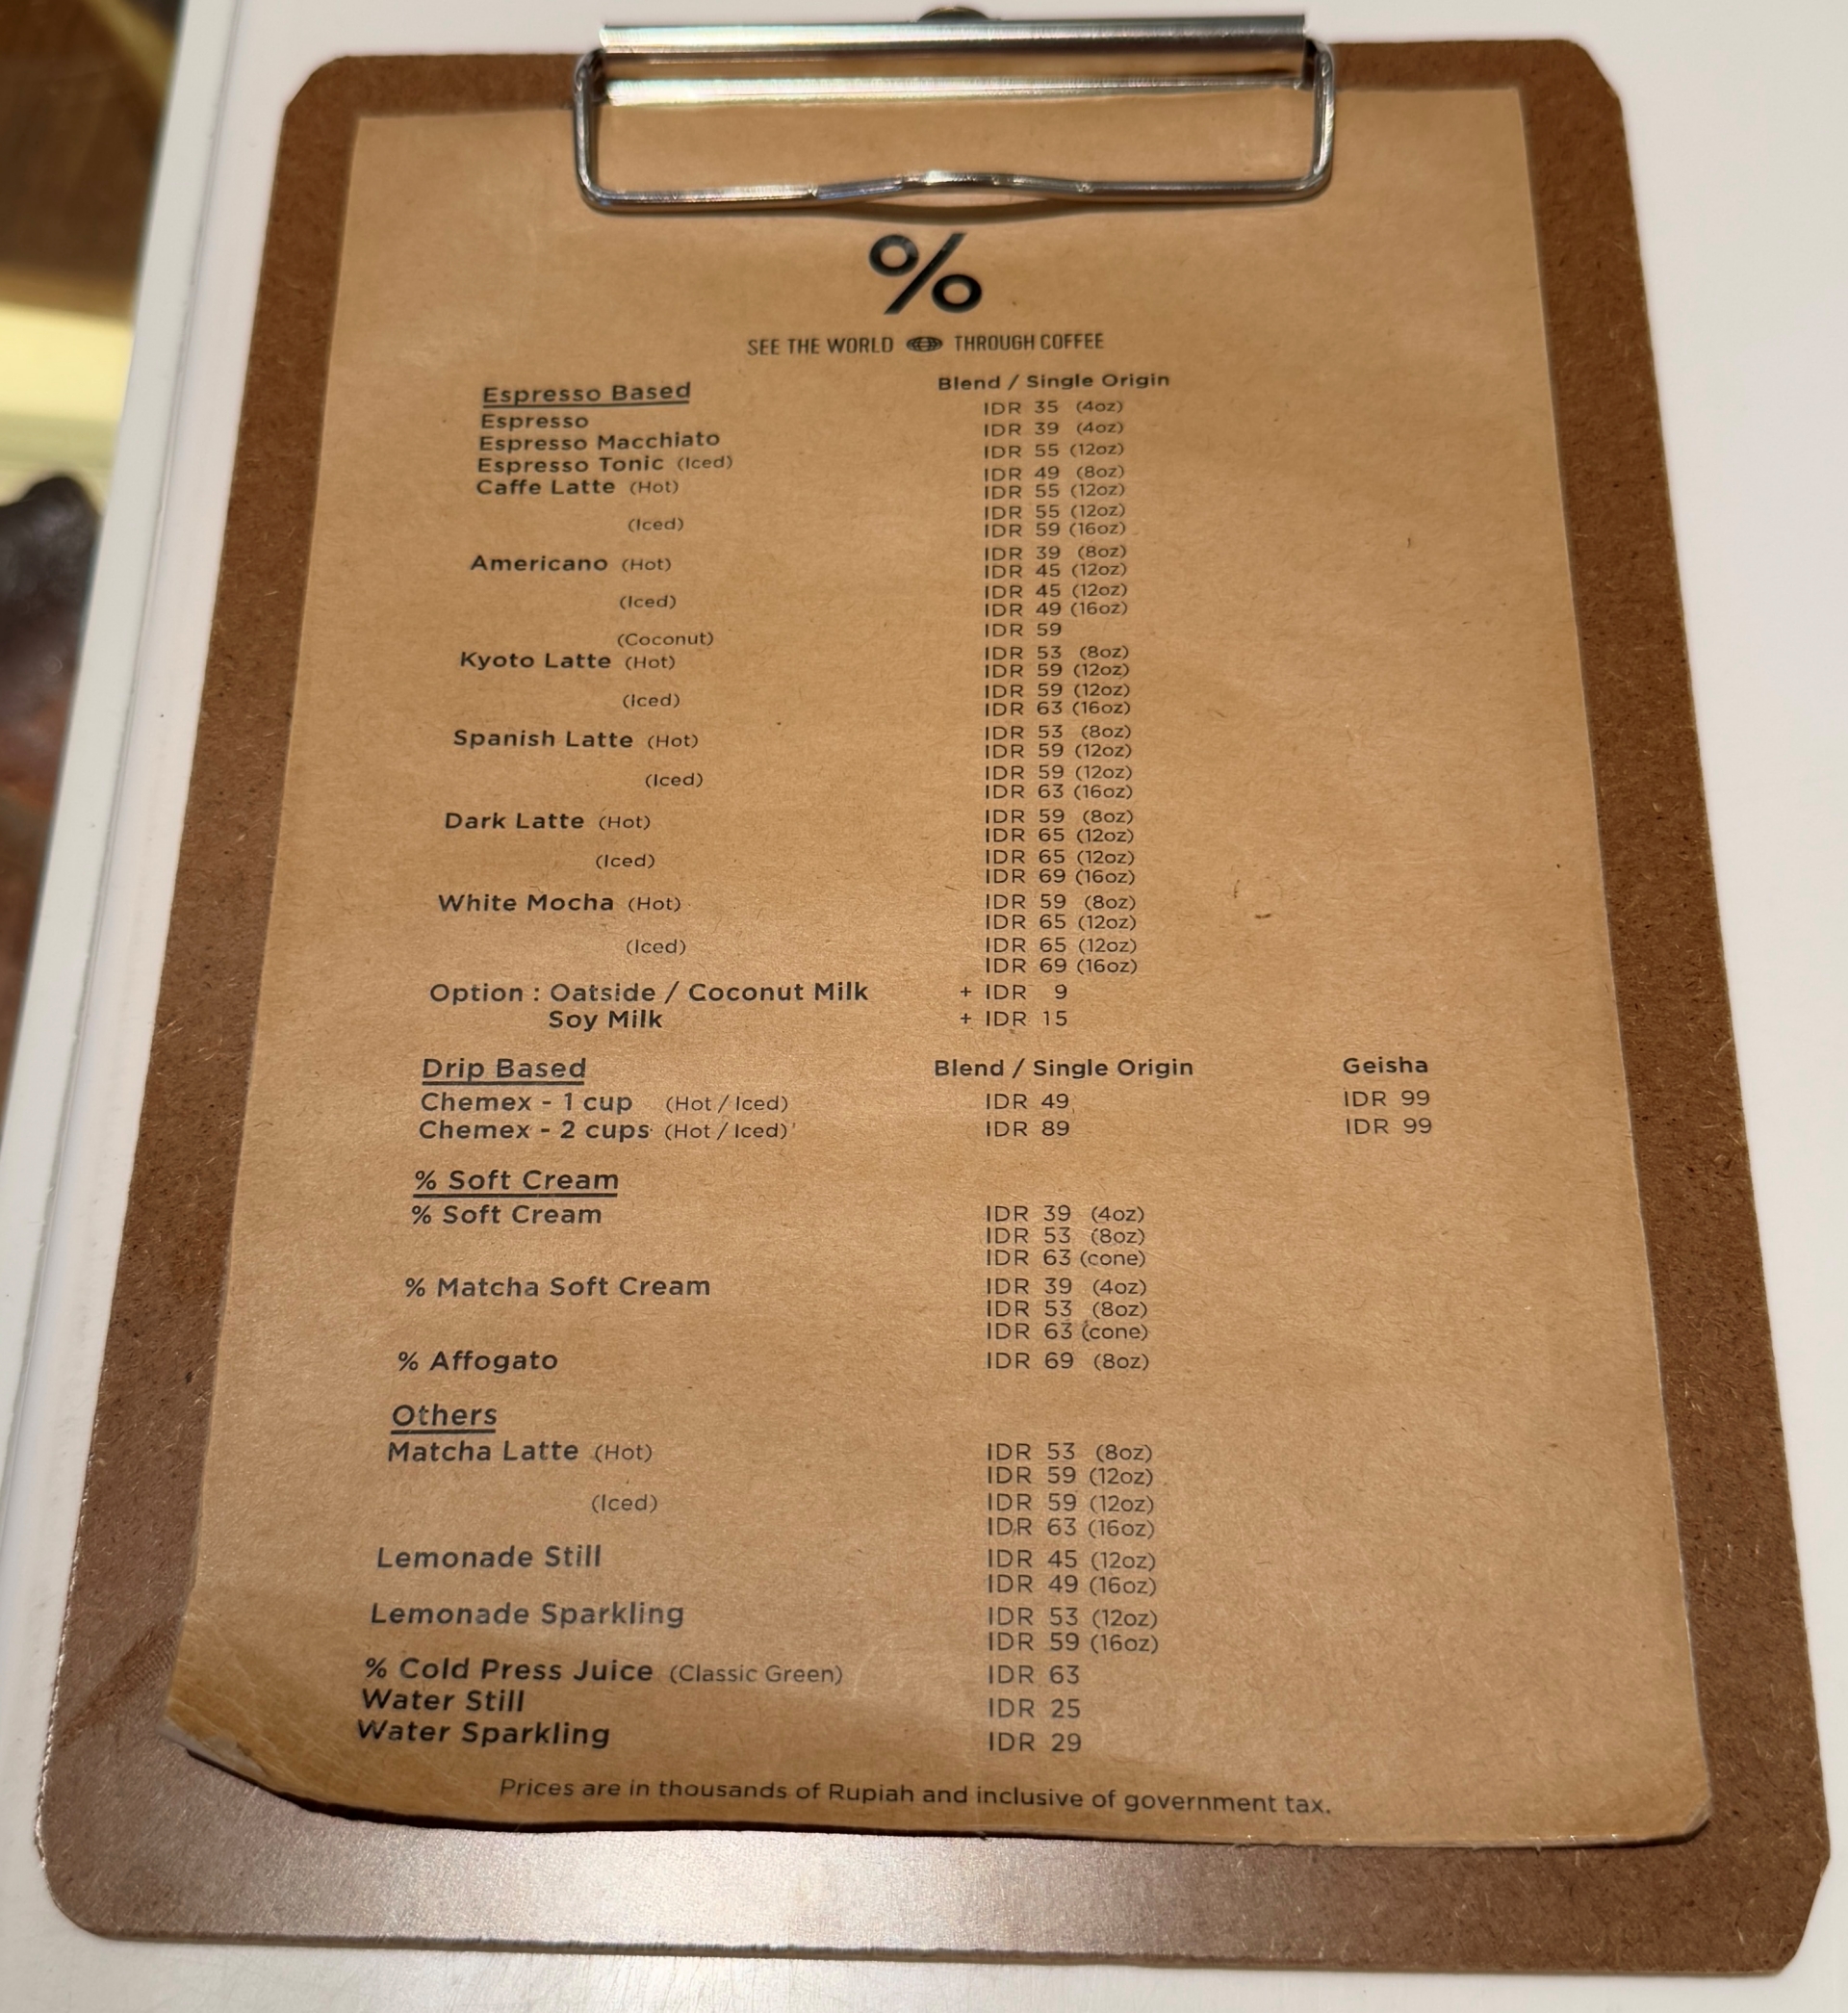 %
SEE THE WORLD THROUGH COFFEE
Espresso Based Blend / Single Origin
Espresso IDR 35 (4oz)
Espresso Macchiato IDR 39 (4oz)
Espresso Tonic (Iced) IDR 55 (12oz)
Caffe Latte (Hot) IDR 49 (8oz)
IDR 55 (12oz)
(Iced) IDR 55 (12oz)
IDR 59 (16oz)
Americano (Hot) IDR 39 (8oz)
IDR 45 (12oz)
(Iced) IDR 45 (12oz)
IDR 49 (16oz)
(Coconut) IDR 59
Kyoto Latte (Hot) IDR 53 (8oz)
IDR 59 (12oz)
(Iced) IDR 59 (12oz)
IDR 63 (16oz)
Spanish Latte (Hot) IDR 53 (8oz)
IDR 59 (12oz)
(Iced) IDR 59 (12oz)
IDR 63 (16oz)
Dark Latte (Hot) IDR 59 (8oz)
IDR 65 (12oz)
(Iced) IDR 65 (12oz)
IDR 69 (16oz)
White Mocha (Hot) IDR 59 (8oz)
IDR 65 (12oz)
(Iced) IDR 65 (12oz)
IDR 69 (16oz)
Option : Oatside / Coconut Milk + IDR 9
Soy Milk + IDR 15
Drip Based Blend / Single Origin Geisha
Chemex - 1 cup (Hot / Iced) IDR 49 IDR 99
Chemex - 2 cups (Hot / Iced) IDR 89 IDR 99
% Soft Cream
% Soft Cream IDR 39 (4oz)
IDR 53 (8oz)
IDR 63 (cone)
% Matcha Soft Cream IDR 39 (4oz)
IDR 53 (8oz)
IDR 63 (cone)
% Affogato IDR 69 (8oz)
Others
Matcha Latte (Hot) IDR 53 (8oz)
IDR 59 (12oz)
(Iced) IDR 59 (12oz)
IDR 63 (16oz)
Lemonade Still IDR 45 (12oz)
IDR 49 (16oz)
Lemonade Sparkling IDR 53 (12oz)
IDR 59 (16oz)
% Cold Press Juice (Classic Green) IDR 63
Water Still IDR 25
Water Sparkling IDR 29
Prices are in thousands of Rupiah and inclusive of government tax.